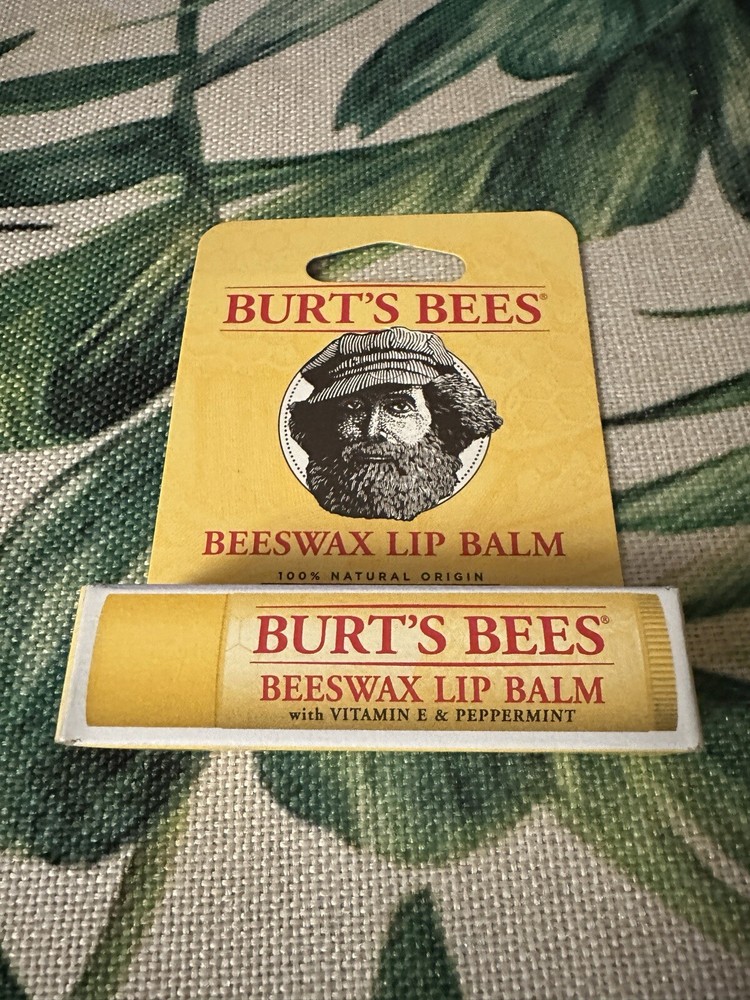 BURT'S BEES®
BEESWAX LIP BALM
100% NATURAL ORIGIN
BURT'S BEES®
BEESWAX LIP BALM
with VITAMIN E & PEPPERMINT